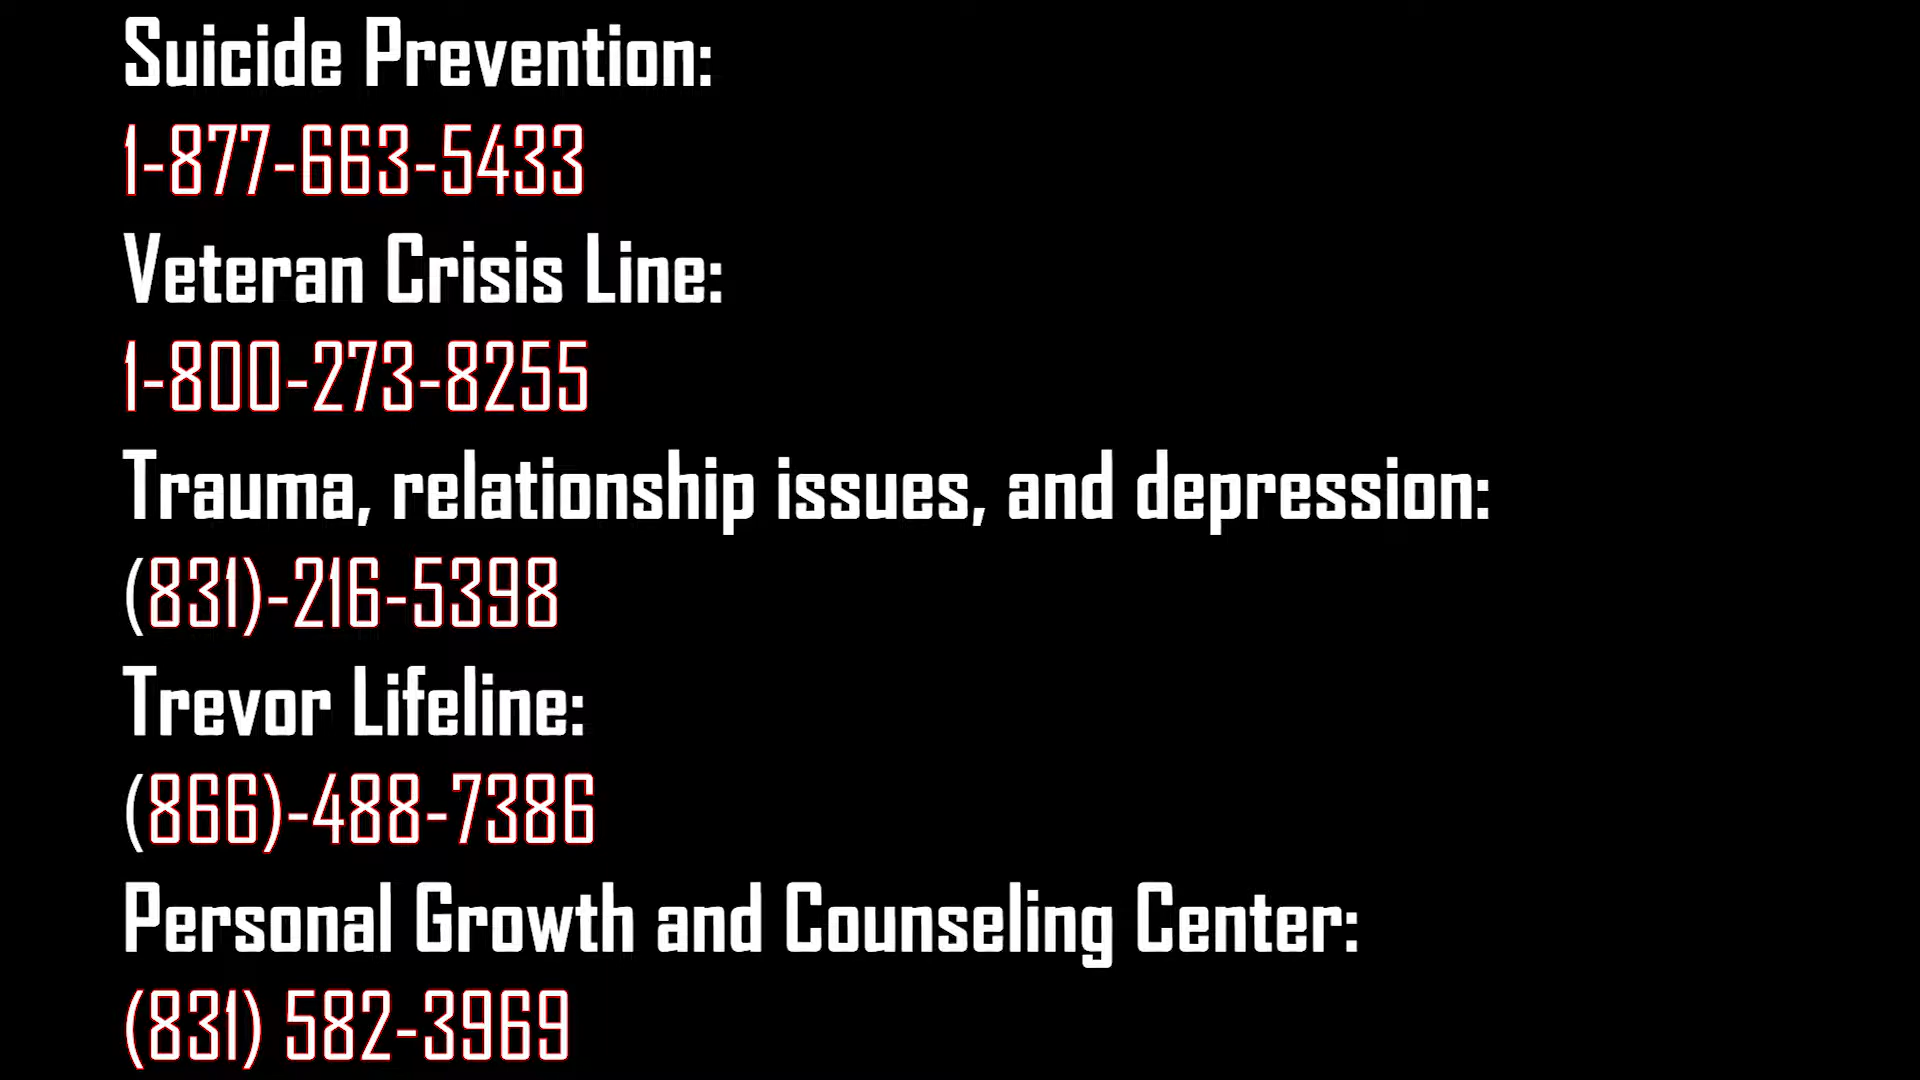 Suicide Prevention:
1-877-663-5433
Veteran Crisis Line:
1-800-273-8255
Trauma, relationship issues, and depression:
(831)-216-5398
Trevor Lifeline:
(866)-488-7386
Personal Growth and Counseling Center:
(831) 582-3969